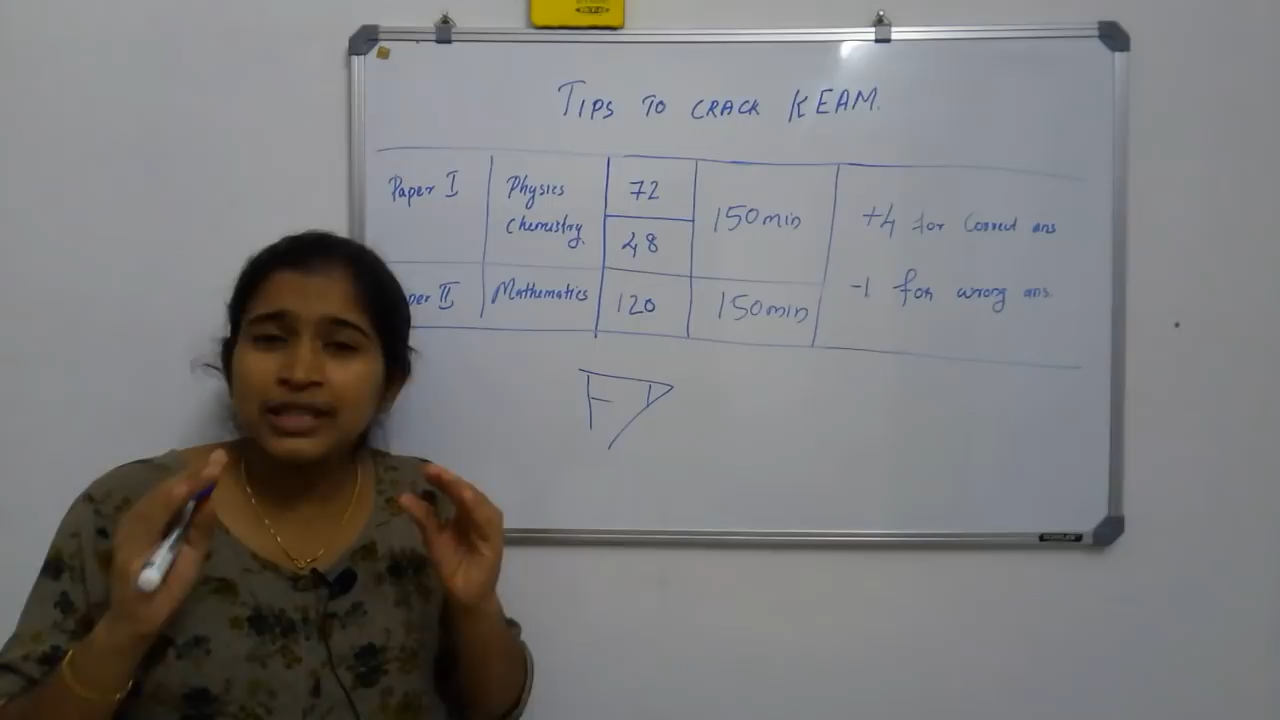 TIPS TO CRACK KEAM.
Paper I
Physics
Chemistry
72
48
150min
+4 for Correct ans
-1 for wrong ans.
per II
Mathematics
120
150min